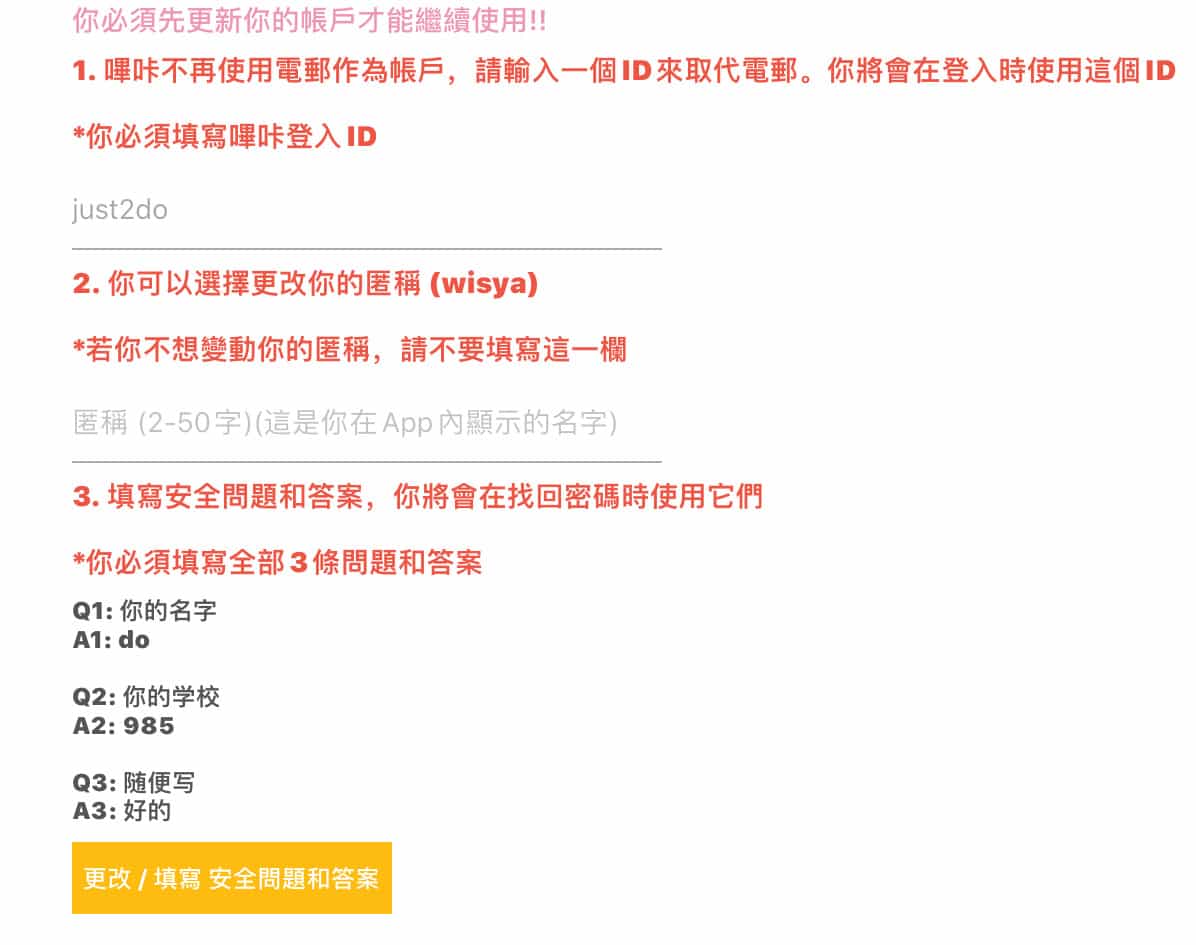 你必須先更新你的帳戶才能繼續使用!!
1. 嗶咔不再使用電郵作為帳戶，請輸入一個ID來取代電郵。你將會在登入時使用這個ID
*你必須填寫嗶咔登入ID
just2do
2. 你可以選擇更改你的匿稱 (wisya)
*若你不想變動你的匿稱，請不要填寫這一欄
匿稱 (2-50字)(這是你在App內顯示的名字)
3. 填寫安全問題和答案，你將會在找回密碼時使用它們
*你必須填寫全部3條問題和答案
Q1: 你的名字
A1: do
Q2: 你的学校
A2: 985
Q3: 随便写
A3: 好的
更改 / 填寫 安全問題和答案